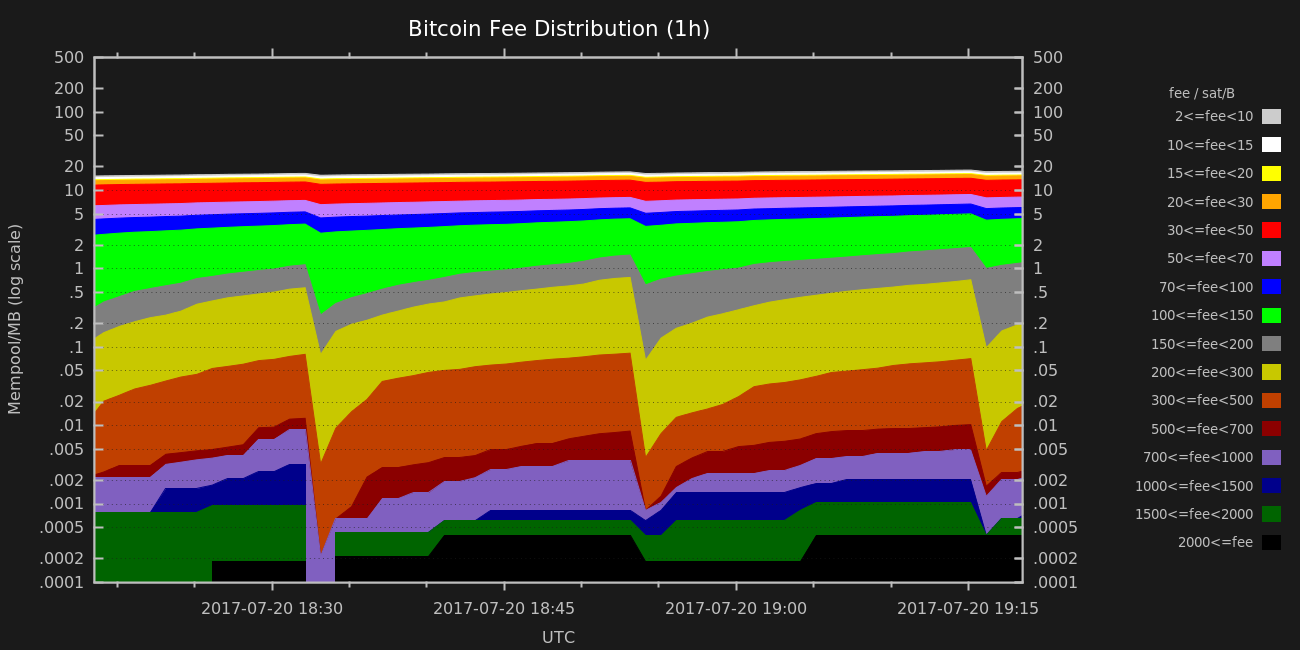 Bitcoin Fee Distribution (1h)
500
200
100
50
20
10
5
2
1
.5
.2
.1
.05
.02
.01
.005
.002
.001
.0005
.0002
.0001
Mempool/MB (log scale)
500
200
100
50
20
10
5
2
1
.5
.2
.1
.05
.02
.01
.005
.002
.001
.0005
.0002
.0001
2017-07-20 18:30 2017-07-20 18:45 2017-07-20 19:00 2017-07-20 19:15
UTC
fee / sat/B
2<=fee<10
10<=fee<15
15<=fee<20
20<=fee<30
30<=fee<50
50<=fee<70
70<=fee<100
100<=fee<150
150<=fee<200
200<=fee<300
300<=fee<500
500<=fee<700
700<=fee<1000
1000<=fee<1500
1500<=fee<2000
2000<=fee